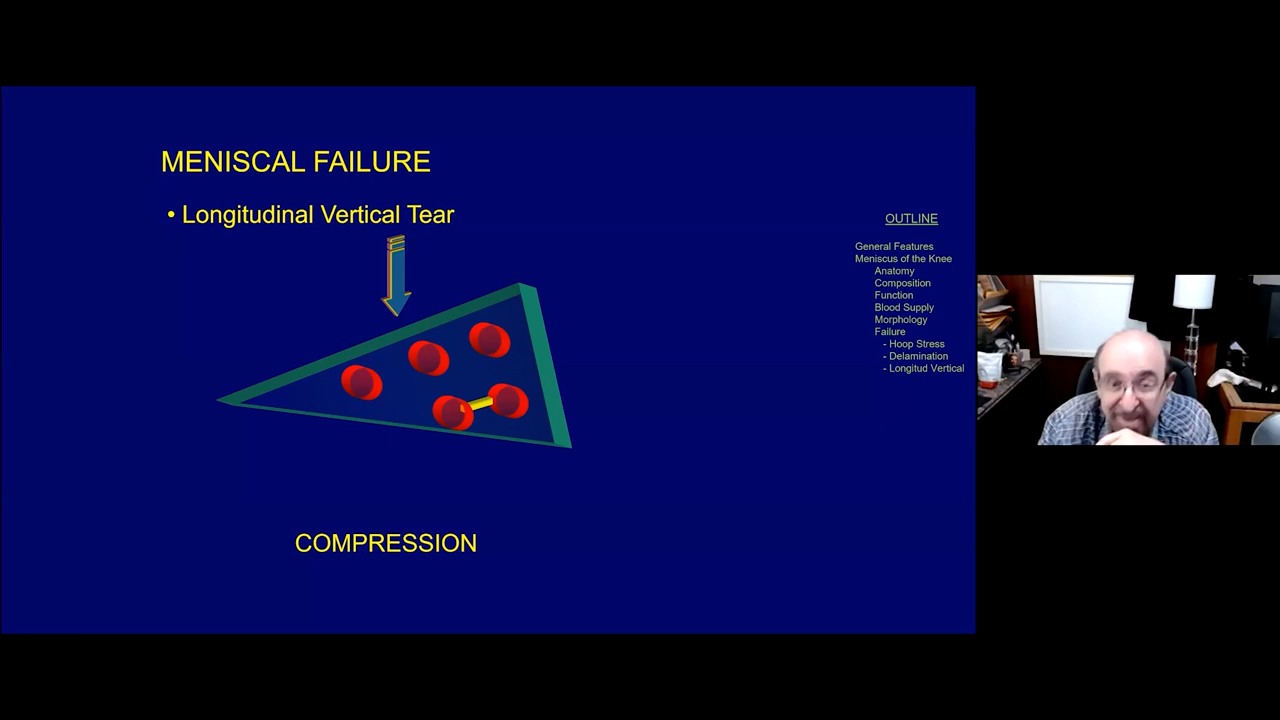 MENISCAL FAILURE
• Longitudinal Vertical Tear
COMPRESSION
OUTLINE
General Features
Meniscus of the Knee
Anatomy
Composition
Function
Blood Supply
Morphology
Failure
- Hoop Stress
- Delamination
- Longitud Vertical